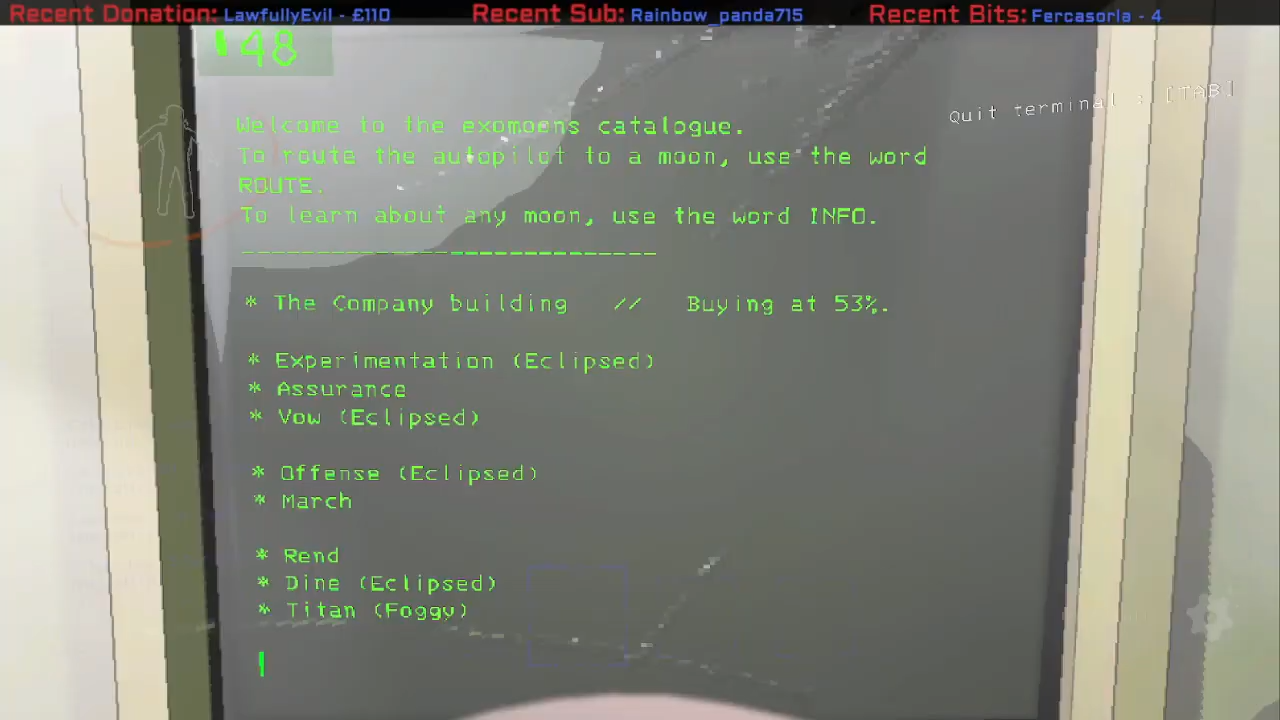 Recent Donation: LawfullyEvil - £110 Recent Sub: Rainbow_panda715 Recent Bits: Fercasorla - 4
48
Quit terminal : [TAB]
Welcome to the exomoons catalogue.
To route the autopilot to a moon, use the word
ROUTE.
To learn about any moon, use the word INFO.
----------------------------
* The Company building // Buying at 53%.
* Experimentation (Eclipsed)
* Assurance
* Vow (Eclipsed)
* Offense (Eclipsed)
* March
* Rend
* Dine (Eclipsed)
* Titan (Foggy)